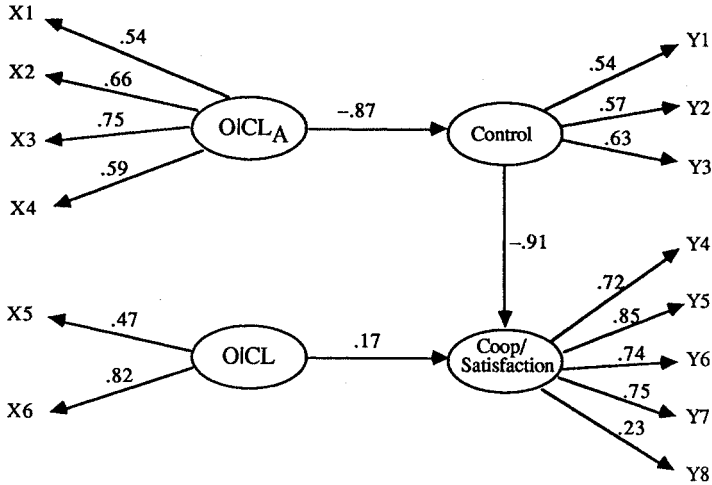 X1
.54
X2
.66
X3
.75
X4
.59
O|CL_A
−.87
Control
Y1
.54
Y2
.57
Y3
.63
−.91
X5
.47
X6
.82
O|CL
.17
Coop/
Satisfaction
Y4
.72
Y5
.85
Y6
.74
Y7
.75
Y8
.23